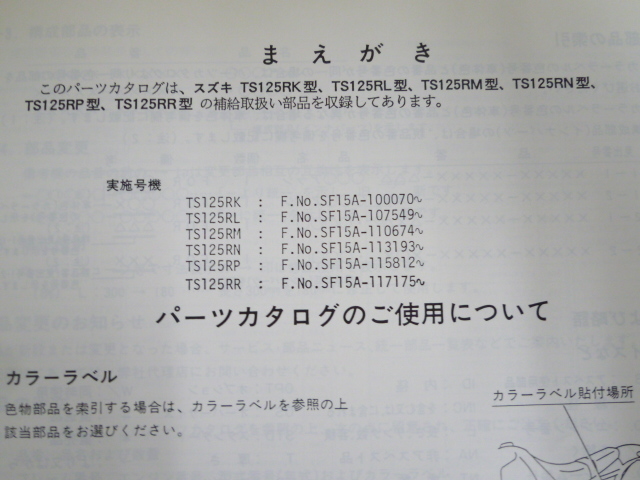 まえがき
このパーツカタログは、スズキ TS125RK型、TS125RL型、TS125RM型、TS125RN型、
TS125RP型、TS125RR型 の補給取扱い部品を収録してあります。
実施号機
TS125RK : F.No.SF15A-100070~
TS125RL : F.No.SF15A-107549~
TS125RM : F.No.SF15A-110674~
TS125RN : F.No.SF15A-113193~
TS125RP : F.No.SF15A-115812~
TS125RR : F.No.SF15A-117175~
パーツカタログのご使用について
カラーラベル
色物部品を索引する場合は、カラーラベルを参照の上
該当部品をお選びください。
カラーラベル貼付場所